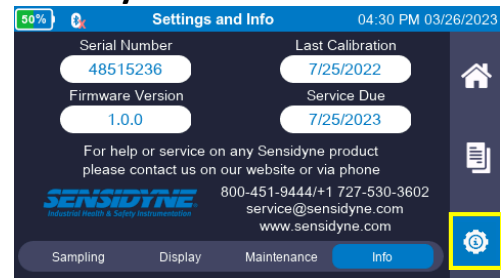 50% Settings and Info 04:30 PM 03/26/2023
Serial Number Last Calibration
48515236 7/25/2022
Firmware Version Service Due
1.0.0 7/25/2023
For help or service on any Sensidyne product
please contact us on our website or via phone
SENSIDYNE. 800-451-9444/+1 727-530-3602
Industrial Health & Safety Instrumentation service@sensidyne.com
www.sensidyne.com
Sampling Display Maintenance Info